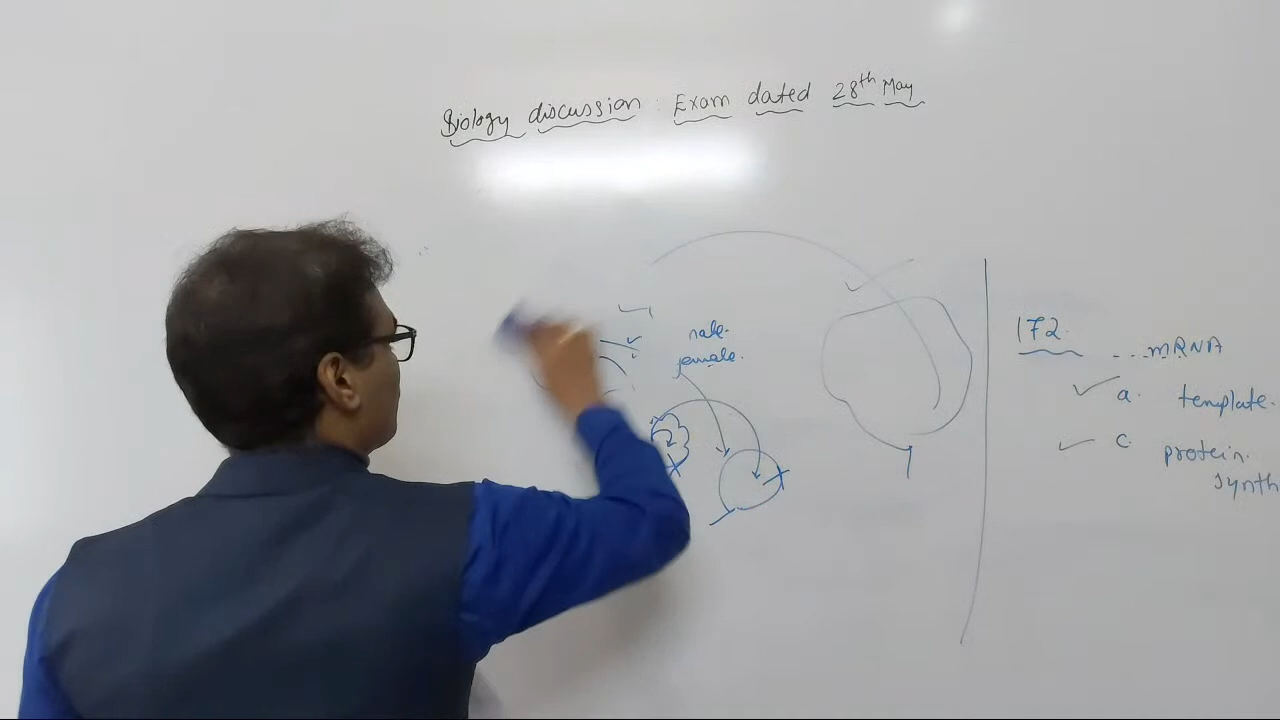 Biology discussion : Exam dated 28th May
male.
female.
172.
...mRNA
a. template.
c. protein.
synth